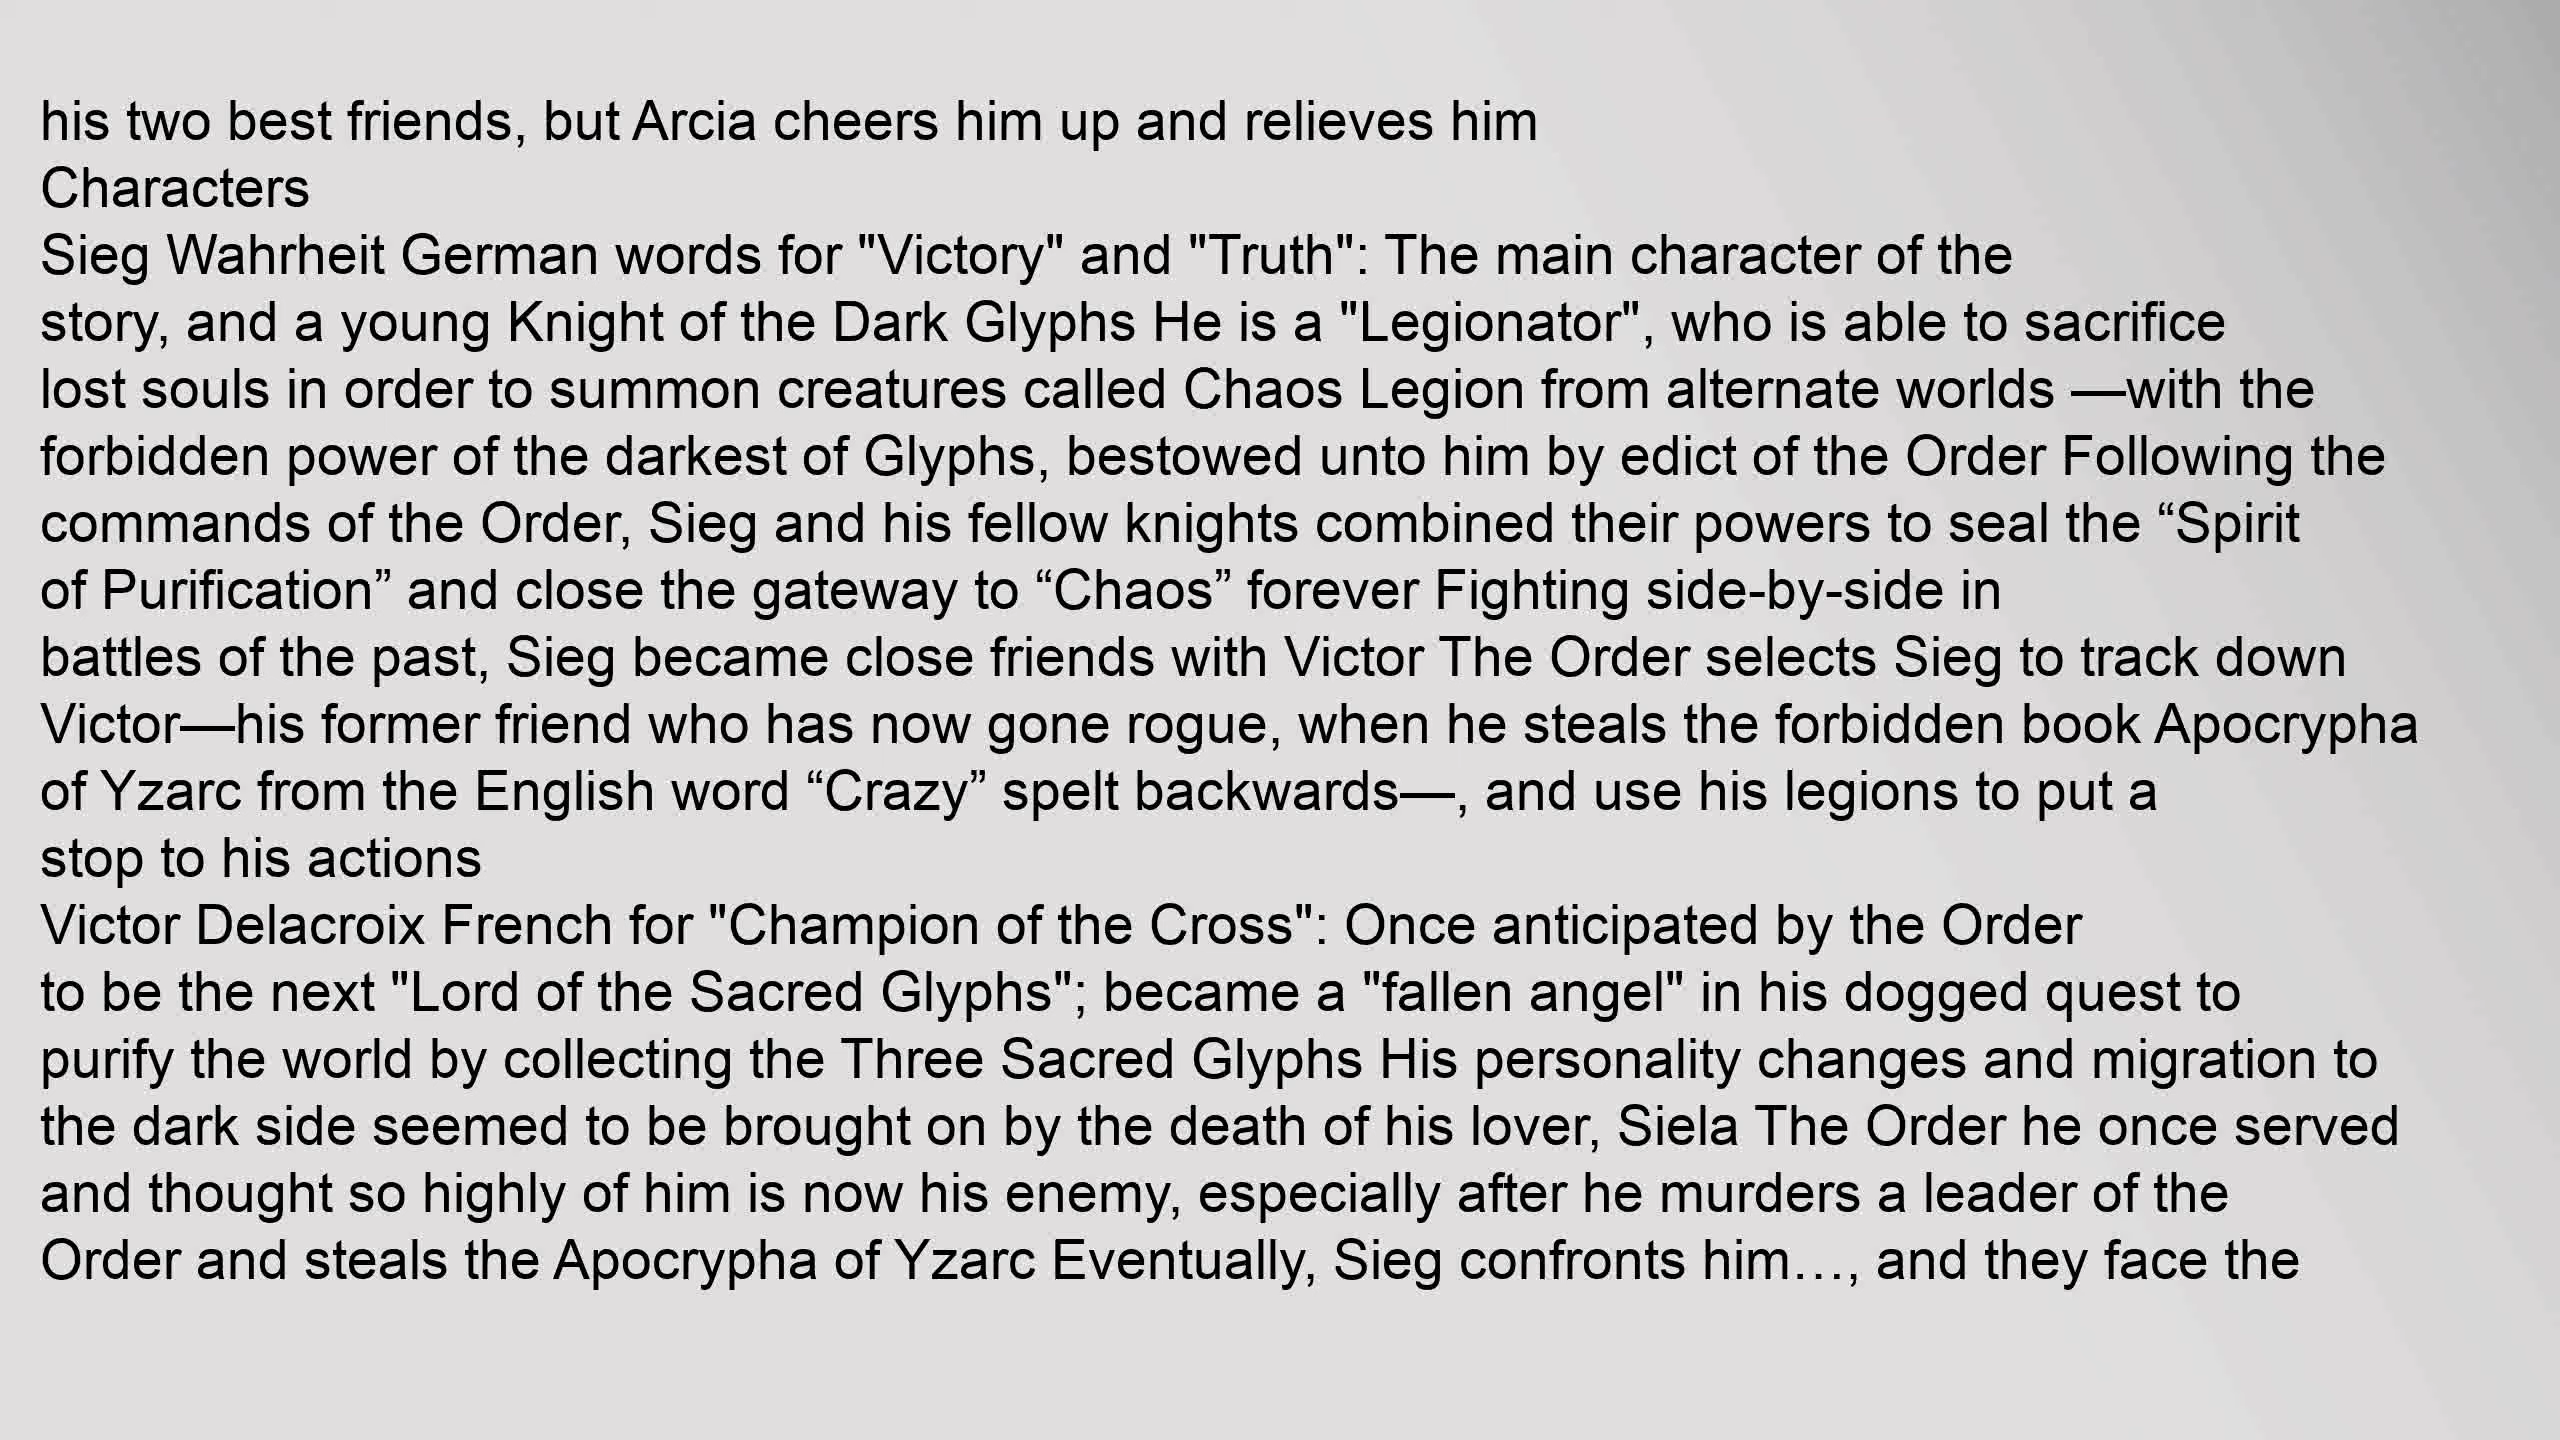 his two best friends, but Arcia cheers him up and relieves him
Characters
Sieg Wahrheit German words for "Victory" and "Truth": The main character of the
story, and a young Knight of the Dark Glyphs He is a "Legionator", who is able to sacrifice
lost souls in order to summon creatures called Chaos Legion from alternate worlds —with the
forbidden power of the darkest of Glyphs, bestowed unto him by edict of the Order Following the
commands of the Order, Sieg and his fellow knights combined their powers to seal the “Spirit
of Purification” and close the gateway to “Chaos” forever Fighting side-by-side in
battles of the past, Sieg became close friends with Victor The Order selects Sieg to track down
Victor—his former friend who has now gone rogue, when he steals the forbidden book Apocrypha
of Yzarc from the English word “Crazy” spelt backwards—, and use his legions to put a
stop to his actions
Victor Delacroix French for "Champion of the Cross": Once anticipated by the Order
to be the next "Lord of the Sacred Glyphs"; became a "fallen angel" in his dogged quest to
purify the world by collecting the Three Sacred Glyphs His personality changes and migration to
the dark side seemed to be brought on by the death of his lover, Siela The Order he once served
and thought so highly of him is now his enemy, especially after he murders a leader of the
Order and steals the Apocrypha of Yzarc Eventually, Sieg confronts him…, and they face the